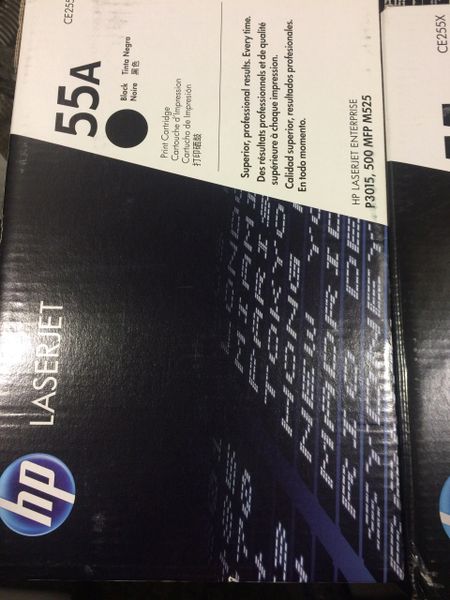 CE255
55A
Black Tinta Negra
Noire 黑色
Print Cartridge
Cartouche d'Impression
Cartucho de Impresión
打印硒鼓
Superior, professional results. Every time.
Des résultats professionnels et de qualité
supérieure à chaque impression.
Calidad superior, resultados profesionales.
En todo momento.
HP LASERJET ENTERPRISE
P3015, 500 MFP M525
hp
LASERJET
CE255X